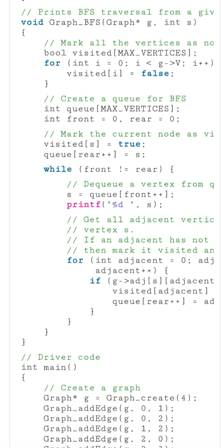 // Prints BFS traversal from a giv
void Graph_BFS(Graph* g, int s)
{
// Mark all the vertices as no
bool visited[MAX_VERTICES];
for (int i = 0; i < g->V; i++)
visited[i] = false;
}
// Create a queue for BFS
int queue[MAX_VERTICES];
int front = 0, rear = 0;
// Mark the current node as vi
visited[s] = true;
queue[rear++] = s;
while (front != rear) {
// Dequeue a vertex from q
s = queue[front++];
printf("%d ", s);
// Get all adjacent vertic
// vertex s.
// If an adjacent has not
// then mark it visited an
for (int adjacent = 0; adj
adjacent++) {
if (g->adj[s][adjacent
visited[adjacent]
queue[rear++] = ad
}
}
}
}
// Driver code
int main()
{
// Create a graph
Graph* g = Graph_create(4);
Graph_addEdge(g, 0, 1);
Graph_addEdge(g, 0, 2);
Graph_addEdge(g, 1, 2);
Graph_addEdge(g, 2, 0);